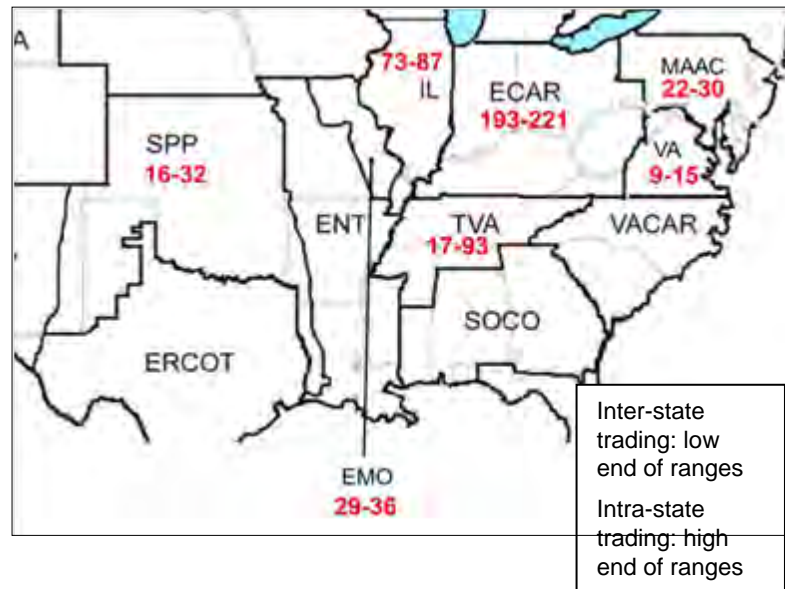 A
73-87
IL
ECAR
193-221
MAAC
22-30
SPP
16-32
VA
9-15
ENT
TVA
17-93
VACAR
SOCO
ERCOT
EMO
29-36
Inter-state
trading: low
end of ranges
Intra-state
trading: high
end of ranges